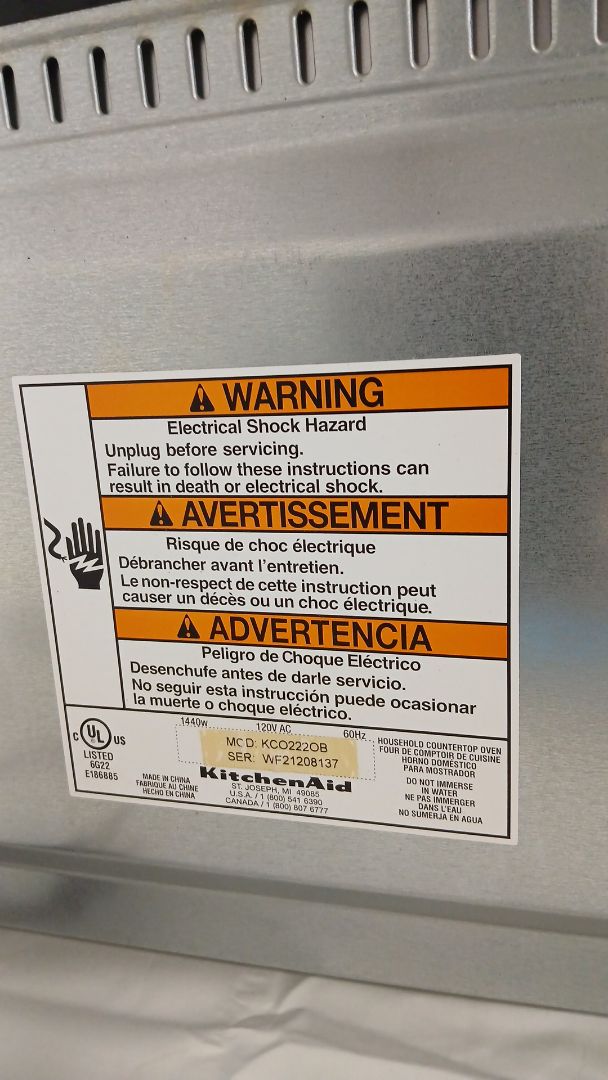 WARNING
Electrical Shock Hazard
Unplug before servicing.
Failure to follow these instructions can
result in death or electrical shock.
AVERTISSEMENT
Risque de choc électrique
Débrancher avant l'entretien.
Le non-respect de cette instruction peut
causer un décès ou un choc électrique.
ADVERTENCIA
Peligro de Choque Eléctrico
Desenchufe antes de darle servicio.
No seguir esta instrucción puede ocasionar
la muerte o choque eléctrico.
C UL US
LISTED
6G22
E186885
MADE IN CHINA
FABRIQUE AU CHINE
HECHO EN CHINA
1440w 120V AC 60Hz
MOD: KCO222OB
SER: WF21208137
KitchenAid
ST. JOSEPH, MI 49085
U.S.A. / 1 (800) 541 6390
CANADA / 1 (800) 807 6777
HOUSEHOLD COUNTERTOP OVEN
FOUR DE COMPTOIR DE CUISINE
HORNO DOMÉSTICO
PARA MOSTRADOR
DO NOT IMMERSE
IN WATER
NE PAS IMMERGER
DANS L'EAU
NO SUMERJA EN AGUA